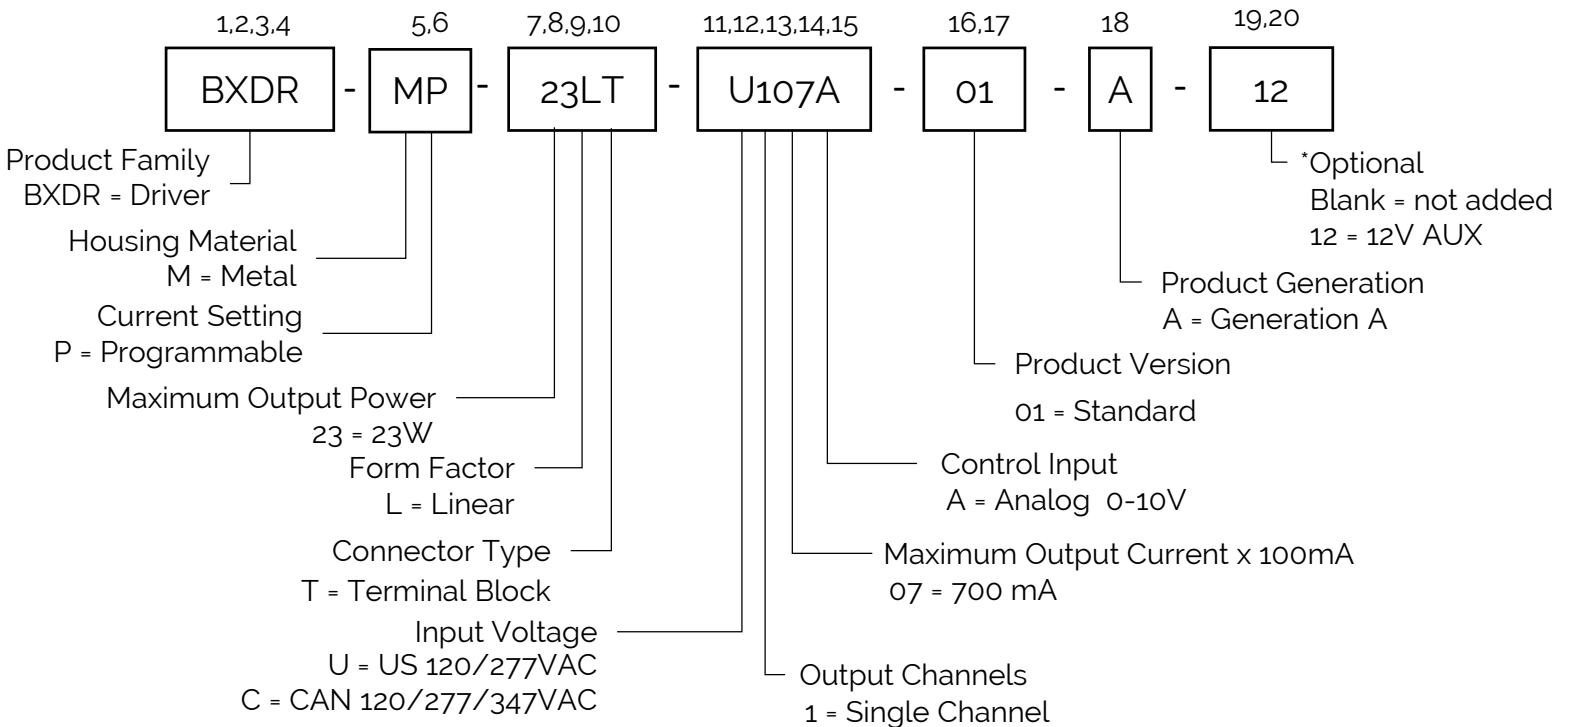 1,2,3,4 5,6 7,8,9,10 11,12,13,14,15 16,17 18 19,20
BXDR - MP - 23LT - U107A - 01 - A - 12
Product Family
BXDR = Driver
Housing Material
M = Metal
Current Setting
P = Programmable
Maximum Output Power
23 = 23W
Form Factor
L = Linear
Connector Type
T = Terminal Block
Input Voltage
U = US 120/277VAC
C = CAN 120/277/347VAC
Output Channels
1 = Single Channel
Maximum Output Current x 100mA
07 = 700 mA
Control Input
A = Analog 0-10V
Product Version
01 = Standard
Product Generation
A = Generation A
*Optional
Blank = not added
12 = 12V AUX